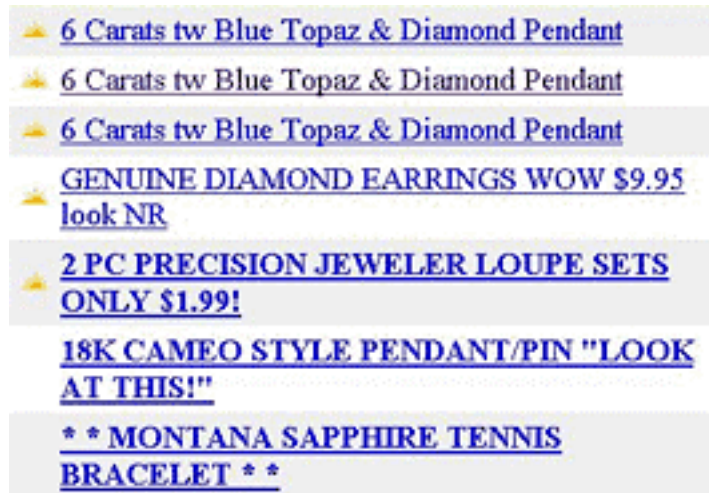 6 Carats tw Blue Topaz & Diamond Pendant
6 Carats tw Blue Topaz & Diamond Pendant
6 Carats tw Blue Topaz & Diamond Pendant
GENUINE DIAMOND EARRINGS WOW $9.95
look NR
2 PC PRECISION JEWELER LOUPE SETS
ONLY $1.99!
18K CAMEO STYLE PENDANT/PIN "LOOK
AT THIS!"
* * MONTANA SAPPHIRE TENNIS
BRACELET * *